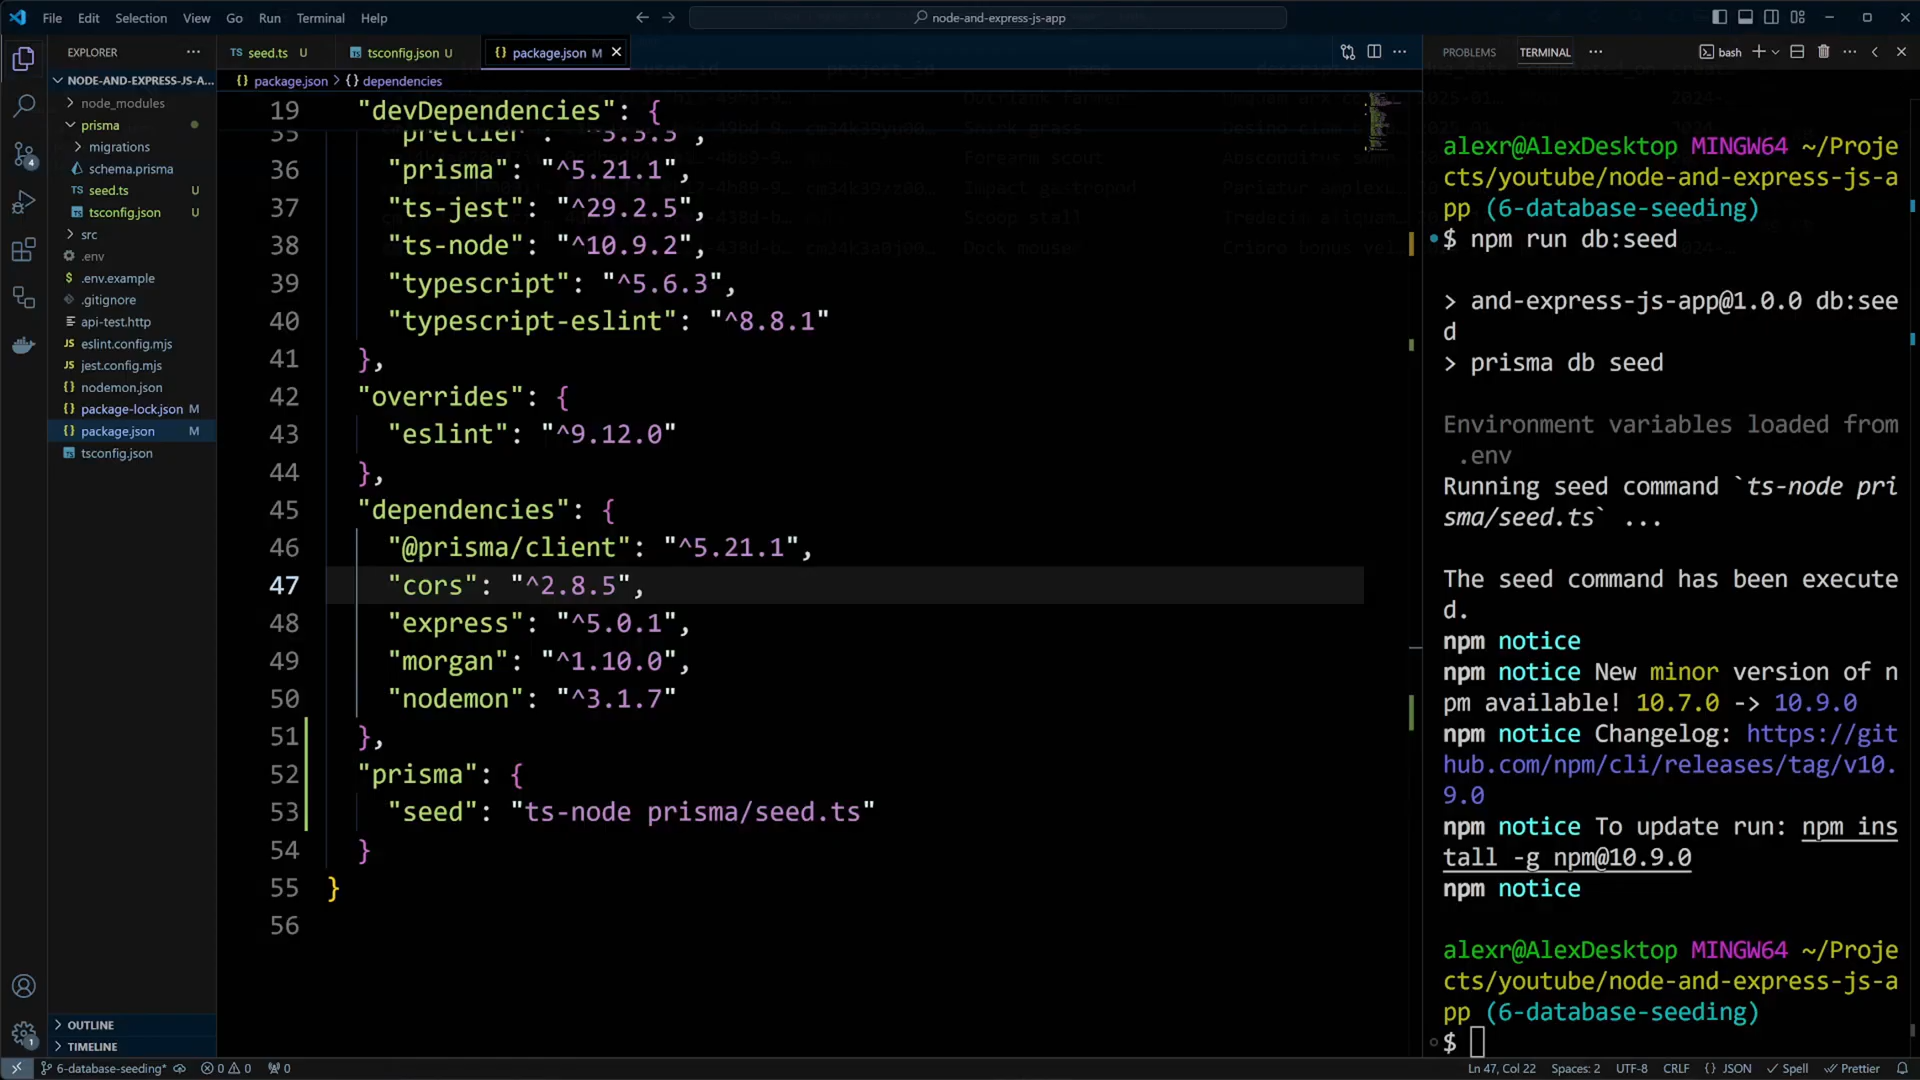 File Edit Selection View Go Run Terminal Help
node-and-express-js-app
EXPLORER
NODE-AND-EXPRESS-JS-A...
node_modules
prisma
migrations
schema.prisma
seed.ts U
tsconfig.json U
src
.env
.env.example
.gitignore
api-test.http
eslint.config.mjs
jest.config.mjs
nodemon.json
package-lock.json M
package.json M
tsconfig.json
OUTLINE
TIMELINE
TS seed.ts U
tsconfig.json U
{} package.json M
{} package.json > {} dependencies
19 "devDependencies": {
35 "prettier": "^3.3.3",
36 "prisma": "^5.21.1",
37 "ts-jest": "^29.2.5",
38 "ts-node": "^10.9.2",
39 "typescript": "^5.6.3",
40 "typescript-eslint": "^8.8.1"
41 },
42 "overrides": {
43 "eslint": "^9.12.0"
44 },
45 "dependencies": {
46 "@prisma/client": "^5.21.1",
47 "cors": "^2.8.5",
48 "express": "^5.0.1",
49 "morgan": "^1.10.0",
50 "nodemon": "^3.1.7"
51 },
52 "prisma": {
53 "seed": "ts-node prisma/seed.ts"
54 }
55 }
56
PROBLEMS TERMINAL
bash
alexr@AlexDesktop MINGW64 ~/Proje
cts/youtube/node-and-express-js-a
pp (6-database-seeding)
$ npm run db:seed
> and-express-js-app@1.0.0 db:see
d
> prisma db seed
Environment variables loaded from
.env
Running seed command `ts-node pri
sma/seed.ts` ...
The seed command has been execute
d.
npm notice
npm notice New minor version of n
pm available! 10.7.0 -> 10.9.0
npm notice Changelog: https://git
hub.com/npm/cli/releases/tag/v10.
9.0
npm notice To update run: npm ins
tall -g npm@10.9.0
npm notice
alexr@AlexDesktop MINGW64 ~/Proje
cts/youtube/node-and-express-js-a
pp (6-database-seeding)
$
6-database-seeding* 0 0 0
Ln 47, Col 22 Spaces: 2 UTF-8 CRLF {} JSON Spell Prettier